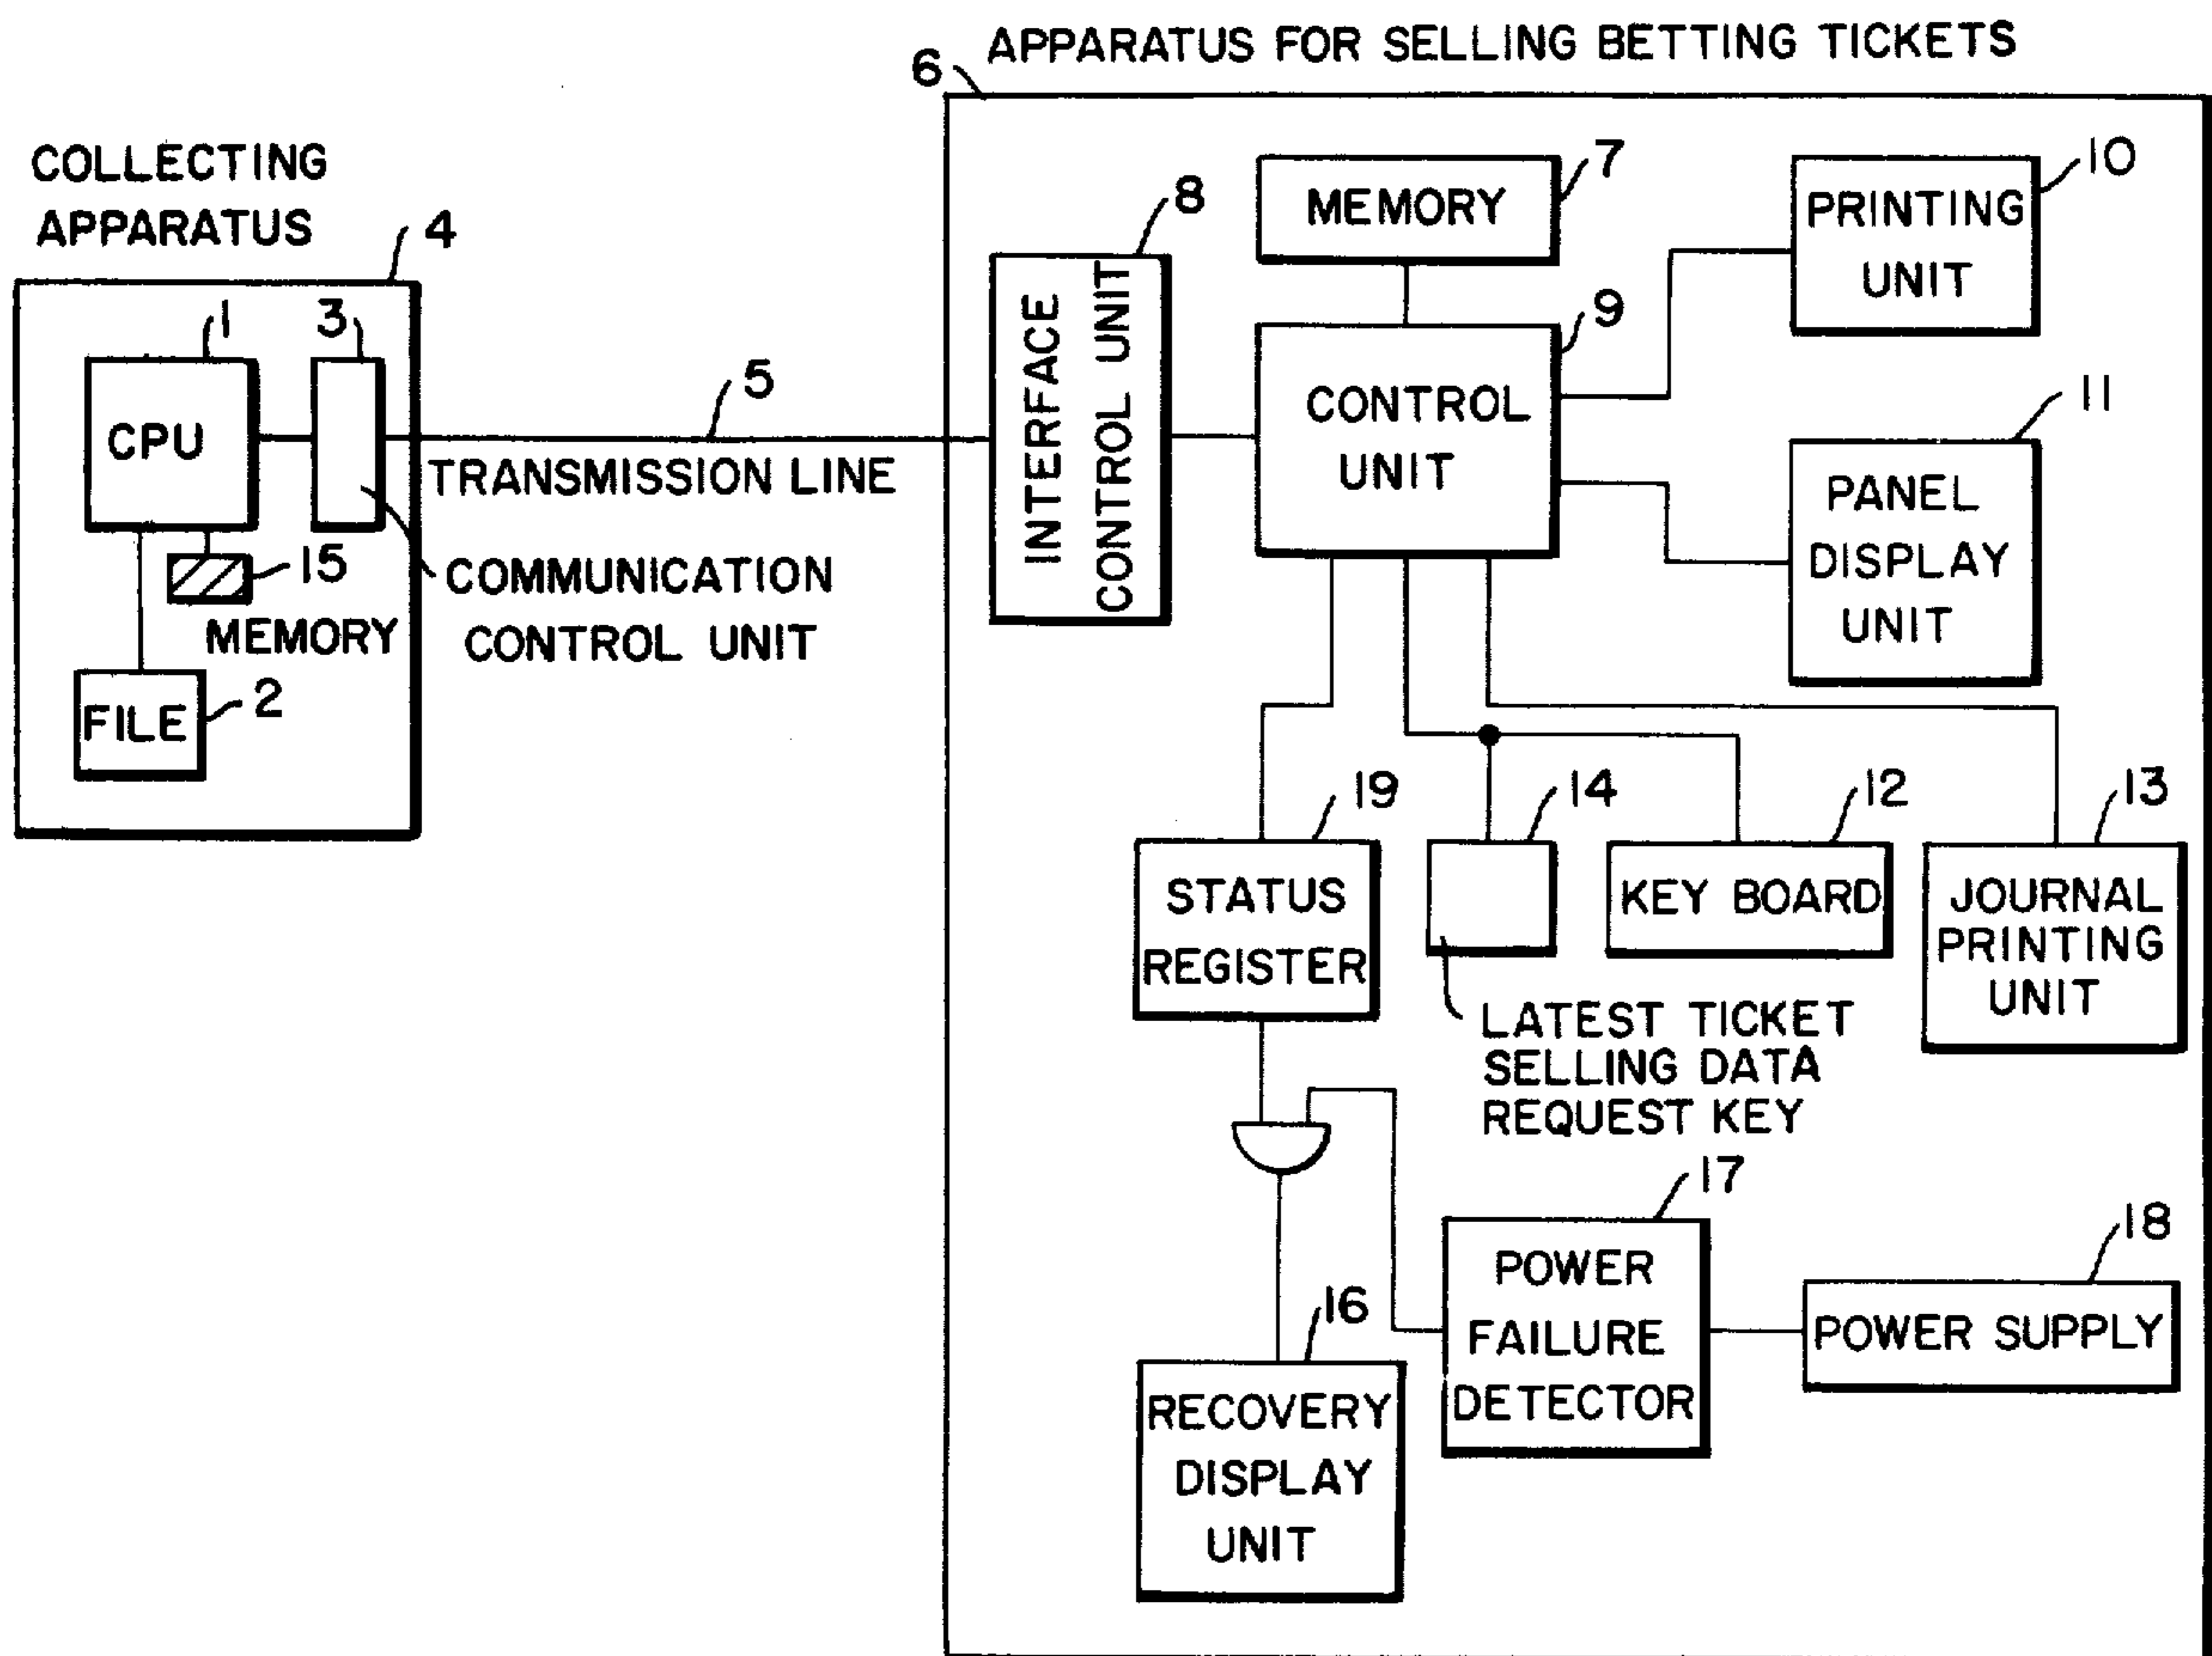 APPARATUS FOR SELLING BETTING TICKETS
6
COLLECTING
APPARATUS
4
1
3
CPU
5
TRANSMISSION LINE
15
MEMORY
COMMUNICATION
CONTROL UNIT
FILE
2
8
INTERFACE
CONTROL UNIT
MEMORY
7
9
CONTROL
UNIT
10
PRINTING
UNIT
11
PANEL
DISPLAY
UNIT
19
STATUS
REGISTER
14
LATEST TICKET
SELLING DATA
REQUEST KEY
12
KEY BOARD
13
JOURNAL
PRINTING
UNIT
17
POWER
FAILURE
DETECTOR
18
POWER SUPPLY
16
RECOVERY
DISPLAY
UNIT